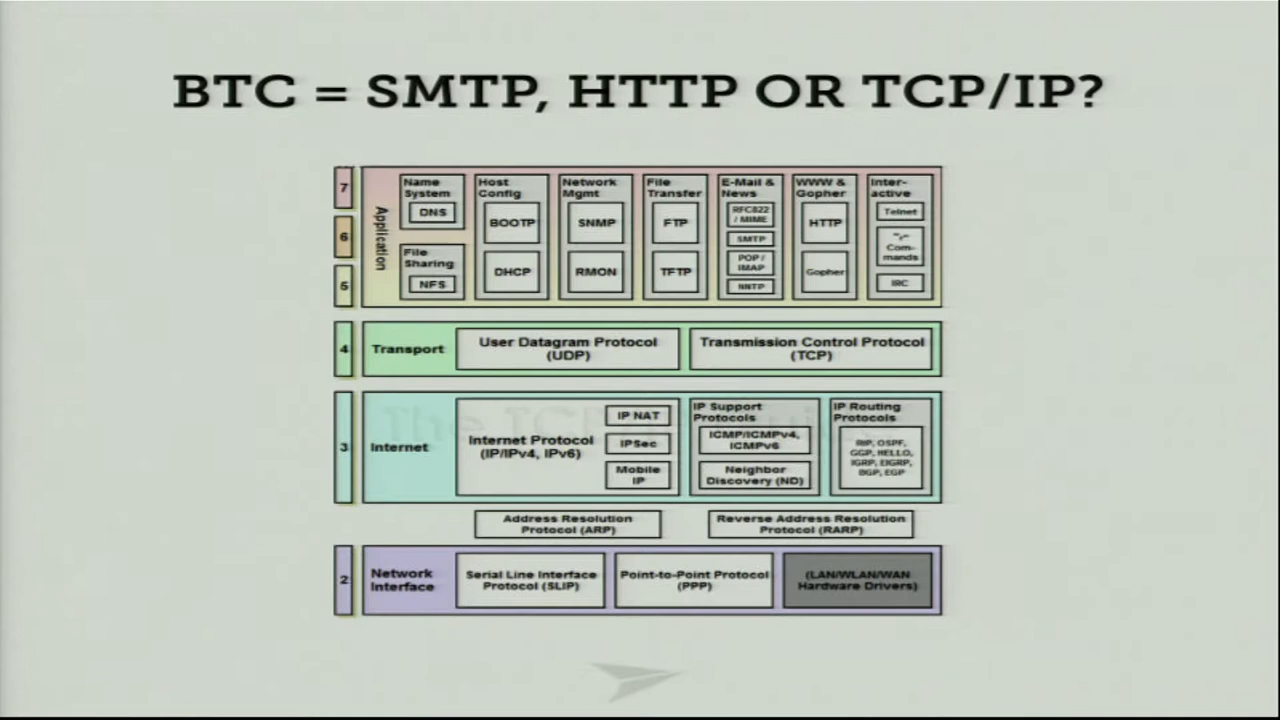 BTC = SMTP, HTTP OR TCP/IP?
7
6
5
Application
Name
System
DNS
File
Sharing
NFS
Host
Config
BOOTP
DHCP
Network
Mgmt
SNMP
RMON
File
Transfer
FTP
TFTP
E-Mail &
News
RFC822
/ MIME
SMTP
POP /
IMAP
NNTP
WWW &
Gopher
HTTP
Gopher
Inter-
active
Telnet
"r"
Com-
mands
IRC
4
Transport
User Datagram Protocol
(UDP)
Transmission Control Protocol
(TCP)
3
Internet
Internet Protocol
(IP/IPv4, IPv6)
IP NAT
IPSec
Mobile
IP
IP Support
Protocols
ICMP/ICMPv4,
ICMPv6
Neighbor
Discovery (ND)
IP Routing
Protocols
RIP, OSPF,
GGP, HELLO,
IGRP, EIGRP,
BGP, EGP
Address Resolution
Protocol (ARP)
Reverse Address Resolution
Protocol (RARP)
2
Network
Interface
Serial Line Interface
Protocol (SLIP)
Point-to-Point Protocol
(PPP)
(LAN/WLAN/WAN
Hardware Drivers)